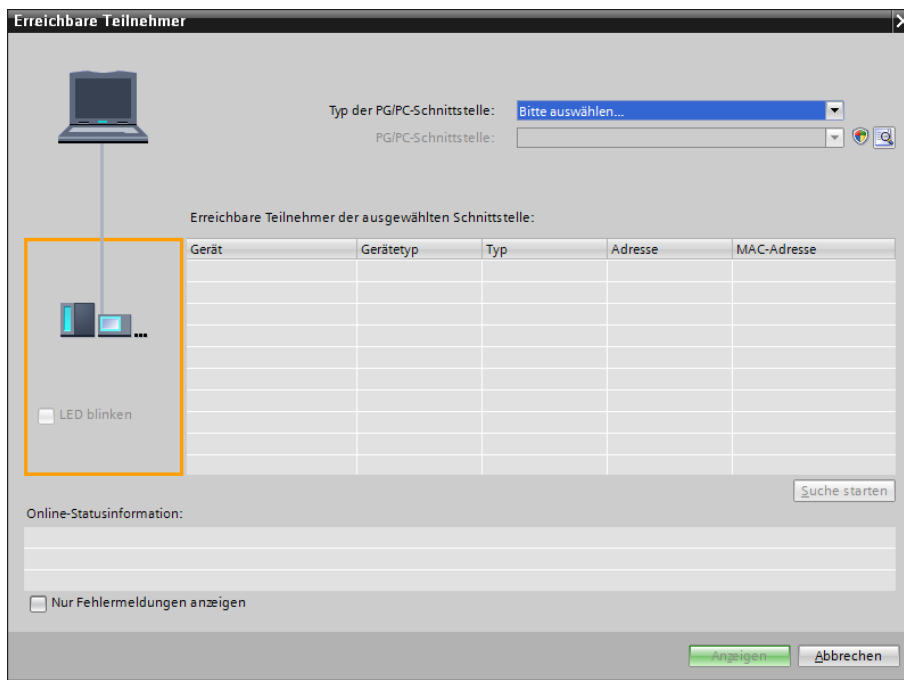 Erreichbare Teilnehmer
Typ der PG/PC-Schnittstelle: Bitte auswählen...
PG/PC-Schnittstelle:
Erreichbare Teilnehmer der ausgewählten Schnittstelle:
Gerät Gerätetyp Typ Adresse MAC-Adresse
LED blinken
Suche starten
Online-Statusinformation:
Nur Fehlermeldungen anzeigen
Anzeigen Abbrechen